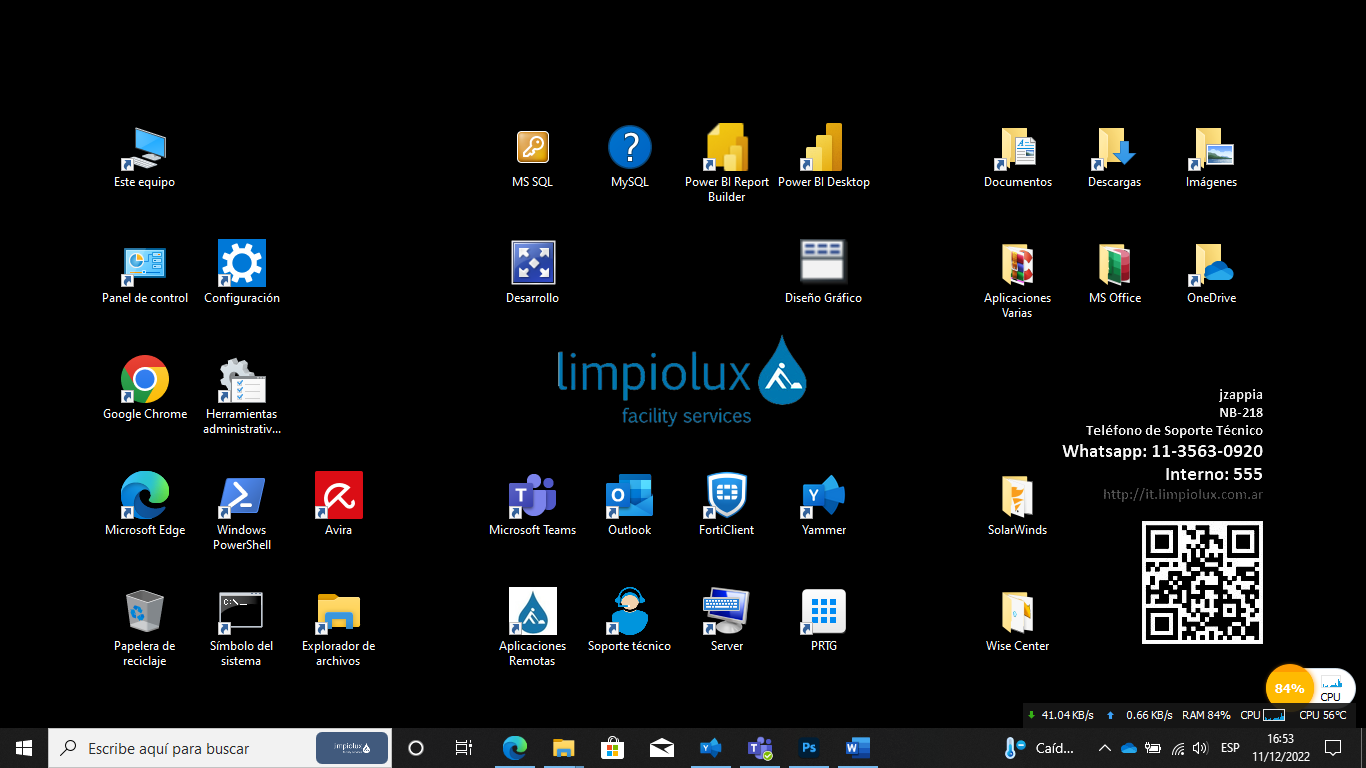 Este equipo
MS SQL
MySQL
Power BI Report
Builder
Power BI Desktop
Documentos
Descargas
Imágenes
Panel de control
Configuración
Desarrollo
Diseño Gráfico
Aplicaciones
Varias
MS Office
OneDrive
limpiolux
facility services
Google Chrome
Herramientas
administrativ...
jzappia
NB-218
Teléfono de Soporte Técnico
Whatsapp: 11-3563-0920
Interno: 555
http://it.limpiolux.com.ar
Microsoft Edge
Windows
PowerShell
Avira
Microsoft Teams
Outlook
FortiClient
Yammer
SolarWinds
Papelera de
reciclaje
Símbolo del
sistema
Explorador de
archivos
Aplicaciones
Remotas
Soporte técnico
Server
PRTG
Wise Center
84%
CPU
41.04 KB/s
0.66 KB/s
RAM 84%
CPU
CPU 56ºC
Escribe aquí para buscar
limpiolux
Caíd...
ESP
16:53
11/12/2022